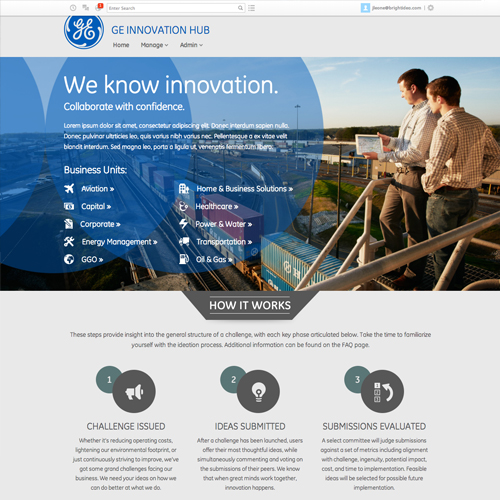 Enter Search
jleone@brightidea.com
GE
GE INNOVATION HUB
Home Manage Admin
We know innovation.
Collaborate with confidence.
Lorem ipsum dolor sit amet, consectetur adipiscing elit. Donec interdum sapien nulla.
Donec pulvinar ultricies leo, quis varius nibh varius nec. Pellentesque a ex vitae velit
blandit interdum. Sed magna leo, porta a ligula ut, venenatis fermentum libero.
Business Units:
Aviation » Home & Business Solutions »
Capital » Healthcare »
Corporate » Power & Water »
Energy Management » Transportation »
GGO » Oil & Gas »
HOW IT WORKS
These steps provide insight into the general structure of a challenge, with each key phase articulated below. Take the time to familiarize
yourself with the ideation process. Additional information can be found on the FAQ page.
1 2 3
CHALLENGE ISSUED
Whether it's reducing operating costs,
lightning our environmental footprint, or
just continuously striving to improve, we've
got some grand challenges facing our
business. We need your ideas on how we
can do better at what we do.
IDEAS SUBMITTED
After a challenge has been launched, users
offer their most thoughtful ideas, while
simultaneously commenting and voting on
the submissions of their peers. We know
that when great minds work together,
innovation happens.
SUBMISSIONS EVALUATED
A select committee will judge submissions
against a set of metrics including alignment
with challenge, ingenuity, potential impact,
cost, and time to implementation. Feasible
ideas will be selected for possible future
implementation.